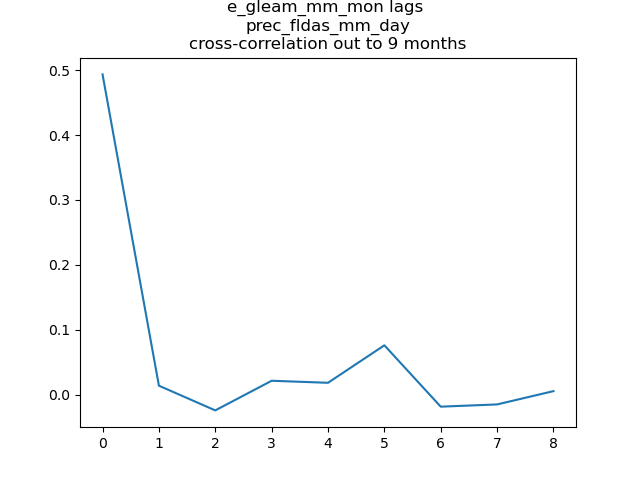 e_gleam_mm_mon lags
prec_fldas_mm_day
cross-correlation out to 9 months
0.5
0.4
0.3
0.2
0.1
0.0
0 1 2 3 4 5 6 7 8